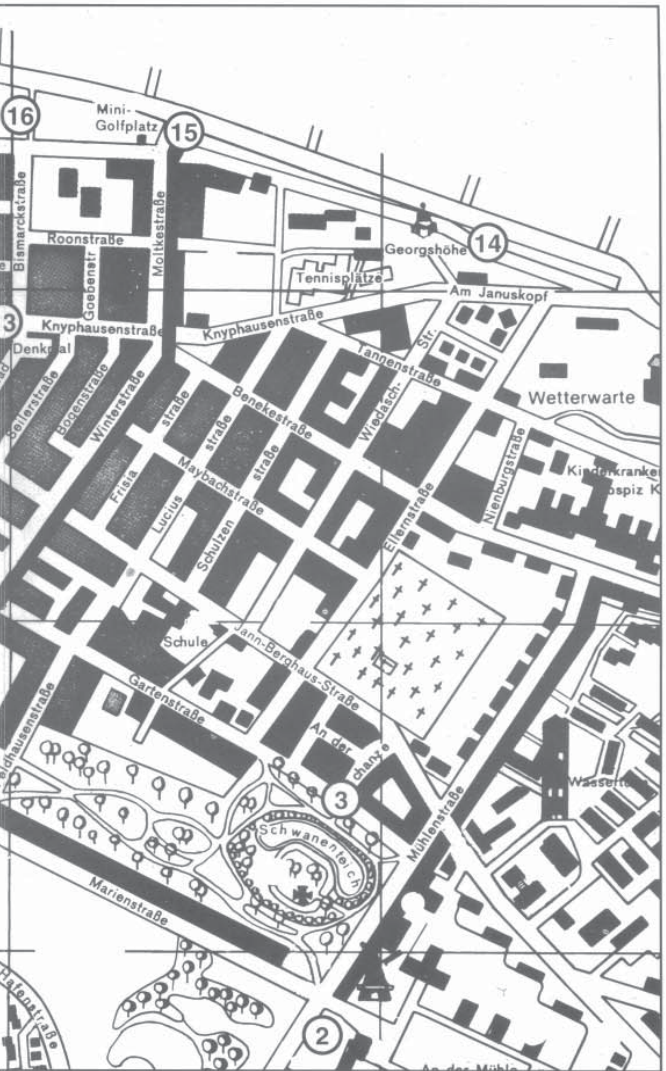 16
Mini-
Golfplatz
15
Bismarckstraße
Moltkestraße
Roonstraße
Goebenstr
Georgshöhe
14
Tennisplätze
Am Januskopf
3
Knyphausenstraße
Knyphausenstraße
Denkmal
Tannenstraße
Wiedasch-
Str.
Wetterwarte
Seilerstraße
Bogenstraße
Winterstraße
Benekestraße
Frisia
straße
Lucius
straße
Schulzen
straße
Maybachstraße
Ellernstraße
Nienburgstraße
Schule
Jann-Berghaus-Straße
Gartenstraße
An der
chanze
3
Schwanenteich
Mühlenstraße
Marienstraße
Hafenstraße
2
An der Mühle